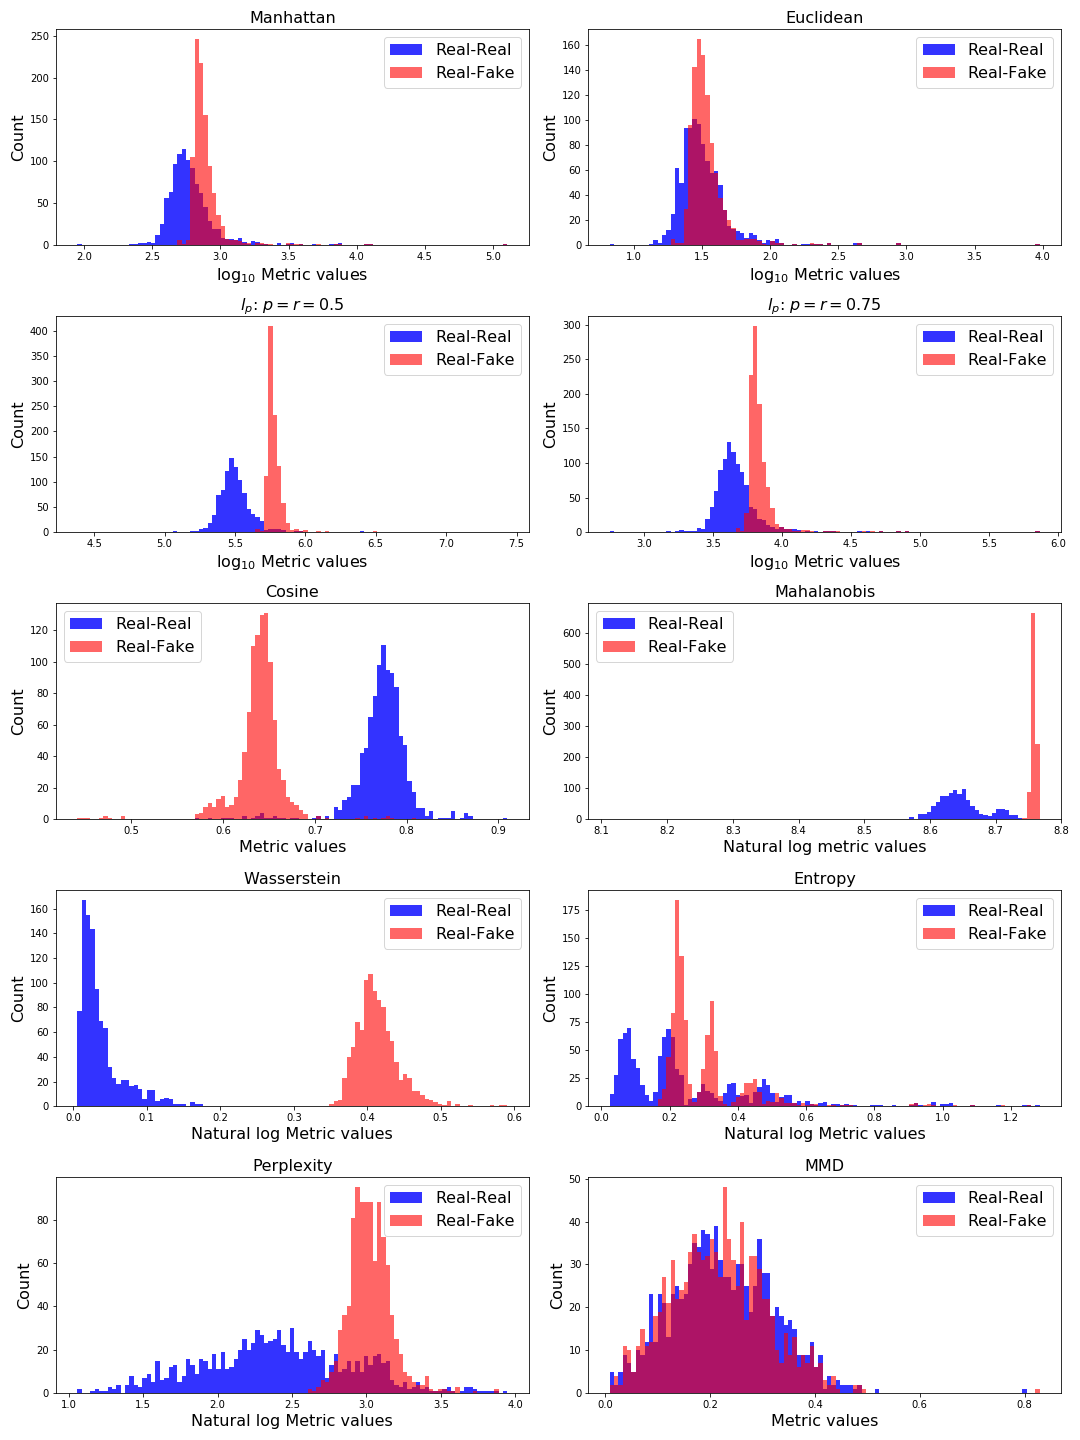 Manhattan
Real-Real
Real-Fake
Count
0
50
100
150
200
250
2.0 2.5 3.0 3.5 4.0 4.5 5.0
log10 Metric values
Euclidean
Real-Real
Real-Fake
Count
0
20
40
60
80
100
120
140
160
1.0 1.5 2.0 2.5 3.0 3.5 4.0
log10 Metric values
lp: p = r = 0.5
Real-Real
Real-Fake
Count
0
50
100
150
200
250
300
350
400
4.5 5.0 5.5 6.0 6.5 7.0 7.5
log10 Metric values
lp: p = r = 0.75
Real-Real
Real-Fake
Count
0
50
100
150
200
250
300
3.0 3.5 4.0 4.5 5.0 5.5 6.0
log10 Metric values
Cosine
Real-Real
Real-Fake
Count
0
20
40
60
80
100
120
0.5 0.6 0.7 0.8 0.9
Metric values
Mahalanobis
Real-Real
Real-Fake
Count
0
100
200
300
400
500
600
8.1 8.2 8.3 8.4 8.5 8.6 8.7 8.8
Natural log metric values
Wasserstein
Real-Real
Real-Fake
Count
0
20
40
60
80
100
120
140
160
0.0 0.1 0.2 0.3 0.4 0.5 0.6
Natural log Metric values
Entropy
Real-Real
Real-Fake
Count
0
25
50
75
100
125
150
175
0.0 0.2 0.4 0.6 0.8 1.0 1.2
Natural log Metric values
Perplexity
Real-Real
Real-Fake
Count
0
20
40
60
80
1.0 1.5 2.0 2.5 3.0 3.5 4.0
Natural log Metric values
MMD
Real-Real
Real-Fake
Count
0
10
20
30
40
50
0.0 0.2 0.4 0.6 0.8
Metric values